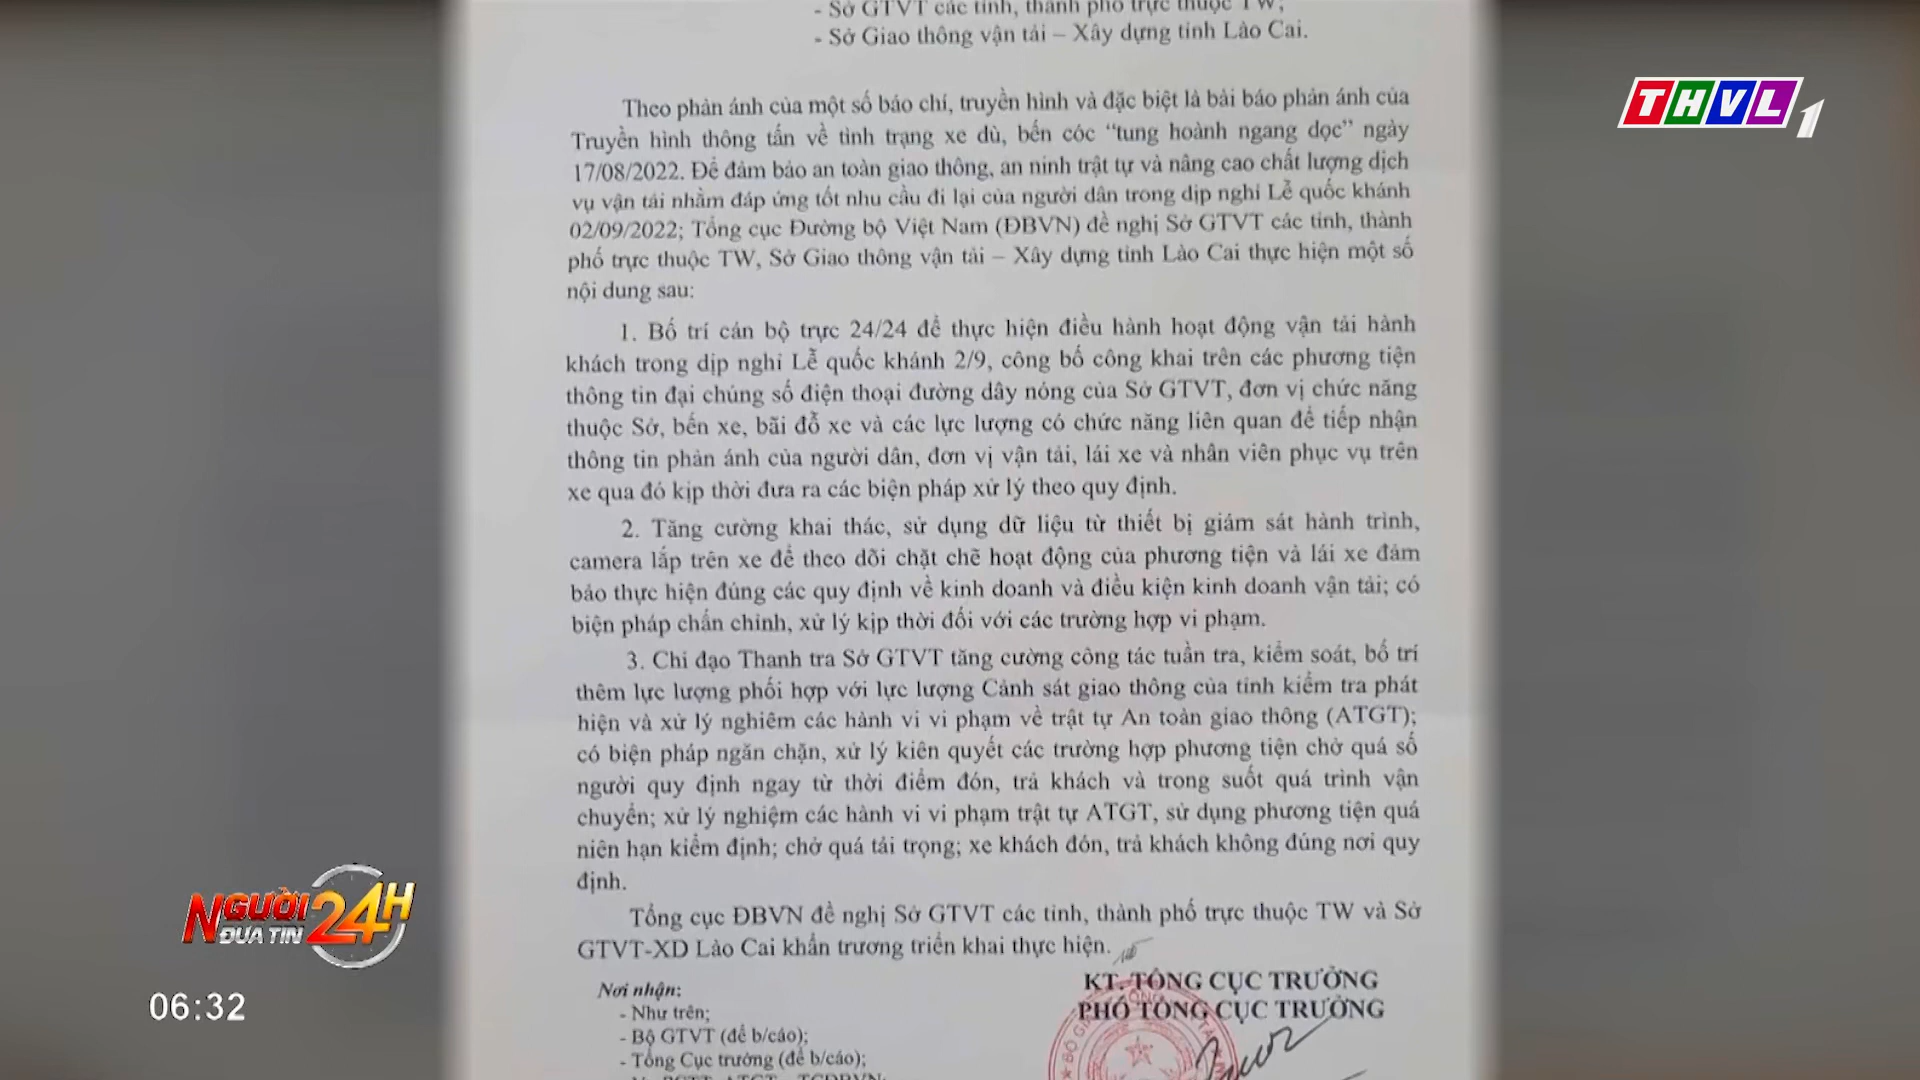 - Sở GTVT các tỉnh, thành phố trực thuộc TW;
- Sở Giao thông vận tải – Xây dựng tỉnh Lào Cai.
THVL1
Theo phản ánh của một số báo chí, truyền hình và đặc biệt là bài báo phản ánh của
Truyền hình thông tấn về tình trạng xe dù, bến cóc “tung hoành ngang dọc” ngày
17/08/2022. Để đảm bảo an toàn giao thông, an ninh trật tự và nâng cao chất lượng dịch
vụ vận tải nhằm đáp ứng tốt nhu cầu đi lại của người dân trong dịp nghỉ Lễ quốc khánh
02/09/2022; Tổng cục Đường bộ Việt Nam (ĐBVN) đề nghị Sở GTVT các tỉnh, thành
phố trực thuộc TW, Sở Giao thông vận tải – Xây dựng tỉnh Lào Cai thực hiện một số
nội dung sau:
1. Bố trí cán bộ trực 24/24 để thực hiện điều hành hoạt động vận tải hành
khách trong dịp nghỉ Lễ quốc khánh 2/9, công bố công khai trên các phương tiện
thông tin đại chúng số điện thoại đường dây nóng của Sở GTVT, đơn vị chức năng
thuộc Sở, bến xe, bãi đỗ xe và các lực lượng có chức năng liên quan để tiếp nhận
thông tin phản ánh của người dân, đơn vị vận tải, lái xe và nhân viên phục vụ trên
xe qua đó kịp thời đưa ra các biện pháp xử lý theo quy định.
2. Tăng cường khai thác, sử dụng dữ liệu từ thiết bị giám sát hành trình,
camera lắp trên xe để theo dõi chặt chẽ hoạt động của phương tiện và lái xe đảm
bảo thực hiện đúng các quy định về kinh doanh và điều kiện kinh doanh vận tải; có
biện pháp chấn chỉnh, xử lý kịp thời đối với các trường hợp vi phạm.
3. Chỉ đạo Thanh tra Sở GTVT tăng cường công tác tuần tra, kiểm soát, bố trí
thêm lực lượng phối hợp với lực lượng Cảnh sát giao thông của tỉnh kiểm tra phát
hiện và xử lý nghiêm các hành vi vi phạm về trật tự An toàn giao thông (ATGT);
có biện pháp ngăn chặn, xử lý kiên quyết các trường hợp phương tiện chở quá số
người quy định ngay từ thời điểm đón, trả khách và trong suốt quá trình vận
chuyển; xử lý nghiệm các hành vi vi phạm trật tự ATGT, sử dụng phương tiện quá
niên hạn kiểm định; chở quá tải trọng; xe khách đón, trả khách không đúng nơi quy
định.
Tổng cục ĐBVN đề nghị Sở GTVT các tỉnh, thành phố trực thuộc TW và Sở
GTVT-XD Lào Cai khẩn trương triển khai thực hiện.
Nơi nhận:
- Như trên;
- Bộ GTVT (để b/cáo);
- Tổng Cục trưởng (để b/cáo);
KT. TỔNG CỤC TRƯỞNG
PHÓ TỔNG CỤC TRƯỞNG
NGƯỜI ĐƯA TIN 24H
06:32